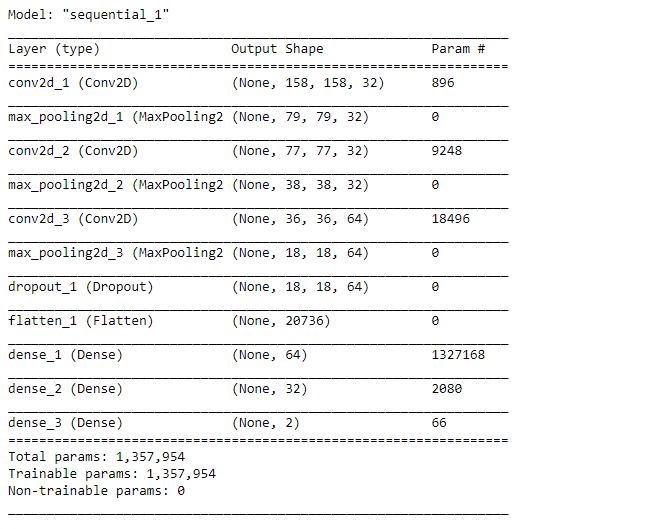 Model: "sequential_1"
_________________________________________________________________
Layer (type)                 Output Shape              Param #
=================================================================
conv2d_1 (Conv2D)            (None, 158, 158, 32)      896
_________________________________________________________________
max_pooling2d_1 (MaxPooling2 (None, 79, 79, 32)        0
_________________________________________________________________
conv2d_2 (Conv2D)            (None, 77, 77, 32)        9248
_________________________________________________________________
max_pooling2d_2 (MaxPooling2 (None, 38, 38, 32)        0
_________________________________________________________________
conv2d_3 (Conv2D)            (None, 36, 36, 64)        18496
_________________________________________________________________
max_pooling2d_3 (MaxPooling2 (None, 18, 18, 64)        0
_________________________________________________________________
dropout_1 (Dropout)          (None, 18, 18, 64)        0
_________________________________________________________________
flatten_1 (Flatten)          (None, 20736)             0
_________________________________________________________________
dense_1 (Dense)              (None, 64)                1327168
_________________________________________________________________
dense_2 (Dense)              (None, 32)                2080
_________________________________________________________________
dense_3 (Dense)              (None, 2)                 66
=================================================================
Total params: 1,357,954
Trainable params: 1,357,954
Non-trainable params: 0
_________________________________________________________________